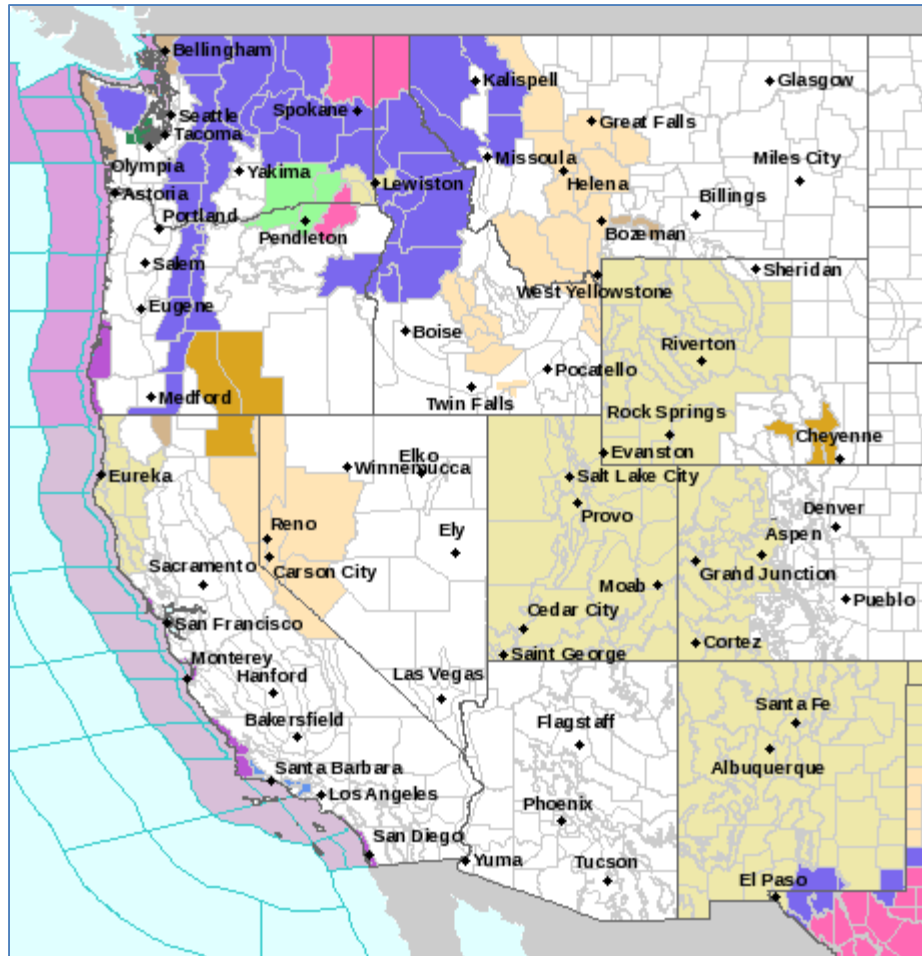 Bellingham
Kalispell
Glasgow
Seattle
Spokane
Great Falls
Tacoma
Olympia
Missoula
Miles City
Yakima
Helena
Lewiston
Astoria
Billings
Portland
Pendleton
Bozeman
Salem
Sheridan
West Yellowstone
Eugene
Boise
Riverton
Pocatello
Medford
Twin Falls
Rock Springs
Cheyenne
Elko
Evanston
Winnemucca
Eureka
Salt Lake City
Provo
Denver
Reno
Ely
Aspen
Sacramento
Carson City
Grand Junction
Moab
Pueblo
Cedar City
San Francisco
Cortez
Saint George
Monterey
Hanford
Las Vegas
Santa Fe
Bakersfield
Flagstaff
Albuquerque
Santa Barbara
Los Angeles
Phoenix
San Diego
Yuma
Tucson
El Paso